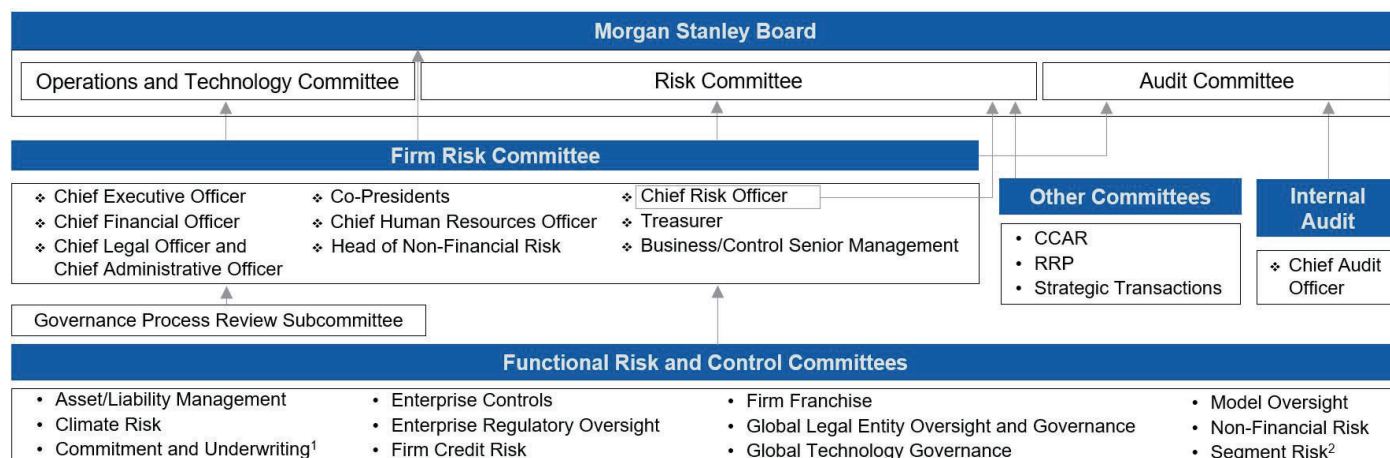 Morgan Stanley Board
Operations and Technology Committee
Risk Committee
Audit Committee
Firm Risk Committee
❖ Chief Executive Officer
❖ Chief Financial Officer
❖ Chief Legal Officer and
Chief Administrative Officer
❖ Co-Presidents
❖ Chief Human Resources Officer
❖ Head of Non-Financial Risk
❖ Chief Risk Officer
❖ Treasurer
❖ Business/Control Senior Management
Other Committees
• CCAR
• RRP
• Strategic Transactions
Internal
Audit
❖ Chief Audit
Officer
Governance Process Review Subcommittee
Functional Risk and Control Committees
• Asset/Liability Management
• Climate Risk
• Commitment and Underwriting¹
• Enterprise Controls
• Enterprise Regulatory Oversight
• Firm Credit Risk
• Firm Franchise
• Global Legal Entity Oversight and Governance
• Global Technology Governance
• Model Oversight
• Non-Financial Risk
• Segment Risk²